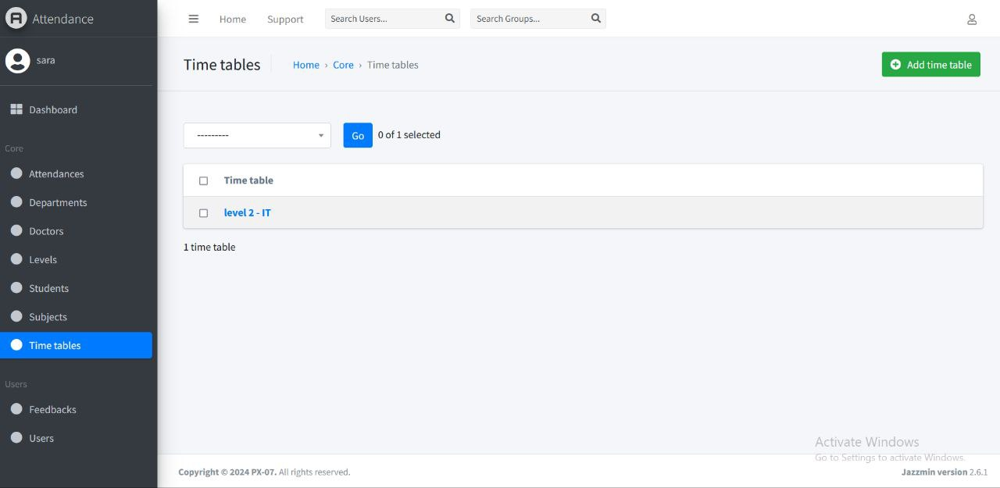 Attendance
Home
Support
Search Users...
Search Groups...
sara
Time tables
Home › Core › Time tables
Add time table
Dashboard
---------
Go
0 of 1 selected
Core
Attendances
Departments
Doctors
Levels
Students
Subjects
Time tables
Users
Feedbacks
Users
Time table
level 2 - IT
1 time table
Activate Windows
Go to Settings to activate Windows.
Copyright © 2024 PX-07. All rights reserved.
Jazzmin version 2.6.1